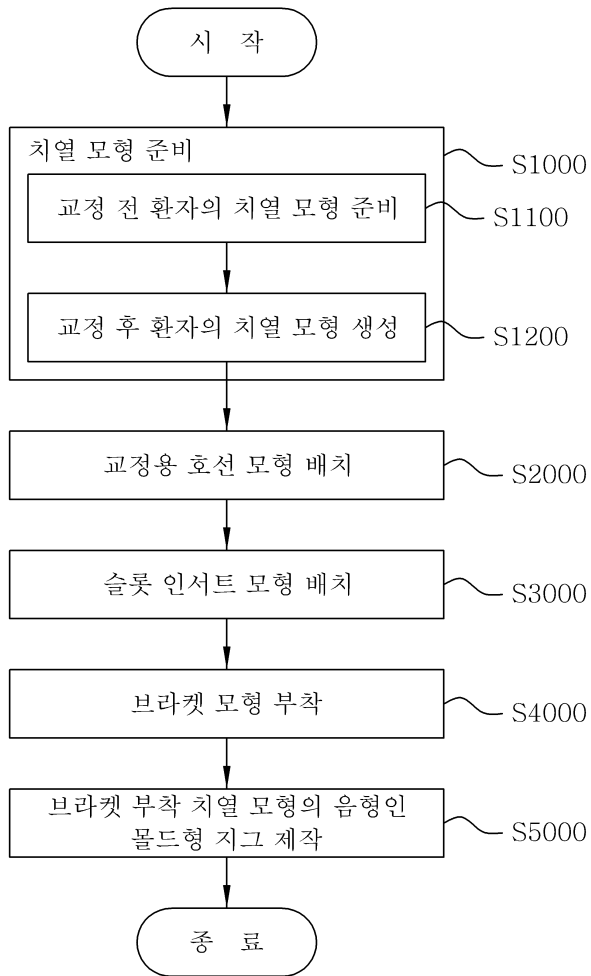 시 작
치열 모형 준비
S1000
교정 전 환자의 치열 모형 준비
S1100
교정 후 환자의 치열 모형 생성
S1200
교정용 호선 모형 배치
S2000
슬롯 인서트 모형 배치
S3000
브라켓 모형 부착
S4000
브라켓 부착 치열 모형의 음형인
몰드형 지그 제작
S5000
종 료